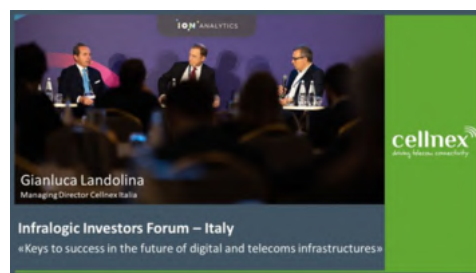 ION ANALYTICS
cellnex
driving telecom connectivity
Gianluca Landolina
Managing Director Cellnex Italia
Infralogic Investors Forum – Italy
«Keys to success in the future of digital and telecoms infrastructures»